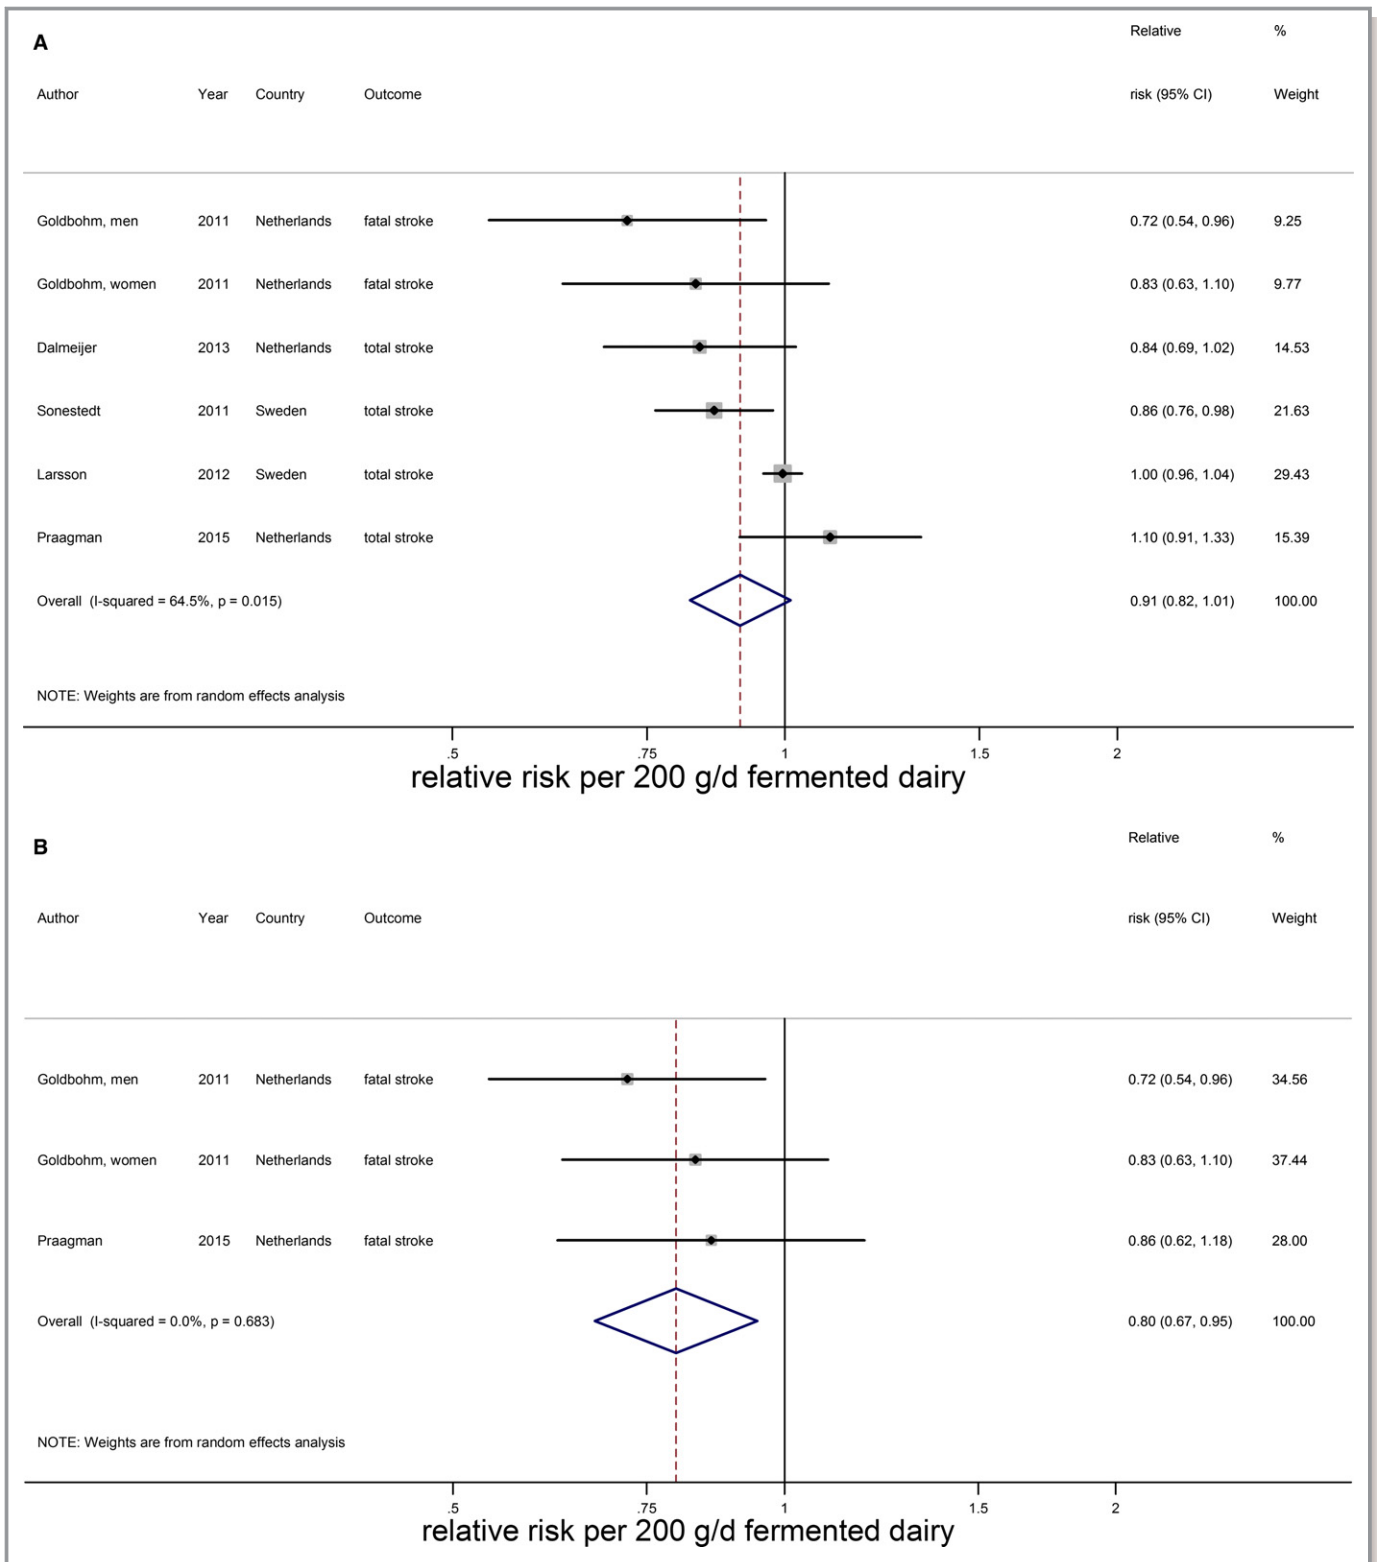 A
Relative %
Author Year Country Outcome risk (95% CI) Weight
Goldbohm, men 2011 Netherlands fatal stroke 0.72 (0.54, 0.96) 9.25
Goldbohm, women 2011 Netherlands fatal stroke 0.83 (0.63, 1.10) 9.77
Dalmeijer 2013 Netherlands total stroke 0.84 (0.69, 1.02) 14.53
Sonestedt 2011 Sweden total stroke 0.86 (0.76, 0.98) 21.63
Larsson 2012 Sweden total stroke 1.00 (0.96, 1.04) 29.43
Praagman 2015 Netherlands total stroke 1.10 (0.91, 1.33) 15.39
Overall (I-squared = 64.5%, p = 0.015) 0.91 (0.82, 1.01) 100.00
NOTE: Weights are from random effects analysis
.5 .75 1 1.5 2
relative risk per 200 g/d fermented dairy
B
Relative %
Author Year Country Outcome risk (95% CI) Weight
Goldbohm, men 2011 Netherlands fatal stroke 0.72 (0.54, 0.96) 34.56
Goldbohm, women 2011 Netherlands fatal stroke 0.83 (0.63, 1.10) 37.44
Praagman 2015 Netherlands fatal stroke 0.86 (0.62, 1.18) 28.00
Overall (I-squared = 0.0%, p = 0.683) 0.80 (0.67, 0.95) 100.00
NOTE: Weights are from random effects analysis
.5 .75 1 1.5 2
relative risk per 200 g/d fermented dairy